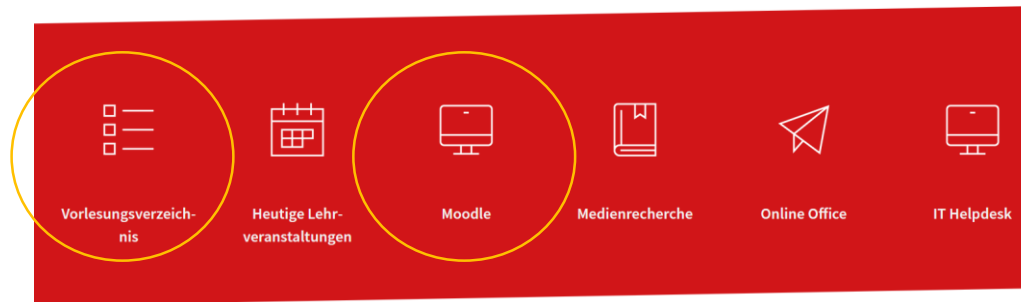 Vorlesungsverzeich-
nis
Heutige Lehr-
veranstaltungen
Moodle
Medienrecherche
Online Office
IT Helpdesk